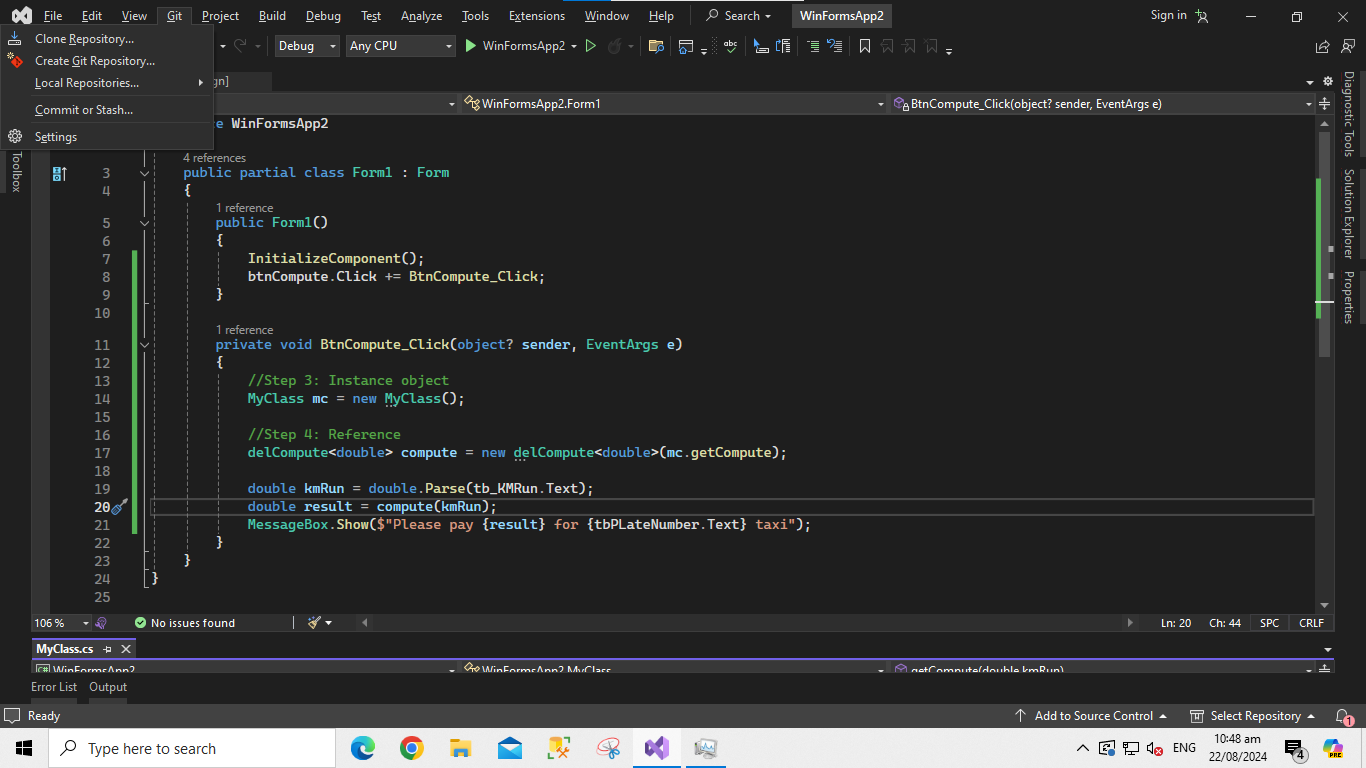 File Edit View Git Project Build Debug Test Analyze Tools Extensions Window Help Search WinFormsApp2 Sign in
Clone Repository...
Create Git Repository...
Local Repositories...
Commit or Stash...
Settings
Debug Any CPU WinFormsApp2
gn]
WinFormsApp2.Form1 BtnCompute_Click(object? sender, EventArgs e)
e WinFormsApp2
4 references
3 public partial class Form1 : Form
4 {
1 reference
5 public Form1()
6 {
7 InitializeComponent();
8 btnCompute.Click += BtnCompute_Click;
9 }
10
1 reference
11 private void BtnCompute_Click(object? sender, EventArgs e)
12 {
13 //Step 3: Instance object
14 MyClass mc = new MyClass();
15
16 //Step 4: Reference
17 delCompute<double> compute = new delCompute<double>(mc.getCompute);
18
19 double kmRun = double.Parse(tb_KMRun.Text);
20 double result = compute(kmRun);
21 MessageBox.Show($"Please pay {result} for {tbPLateNumber.Text} taxi");
22 }
23 }
24 }
25
Toolbox
Diagnostic Tools
Solution Explorer
Properties
106 % No issues found Ln: 20 Ch: 44 SPC CRLF
MyClass.cs
WinFormsApp2 WinFormsApp2.MyClass getCompute(double kmRun)
Error List Output
Ready Add to Source Control Select Repository 1
Type here to search ENG 10:48 am 22/08/2024 4 PRE